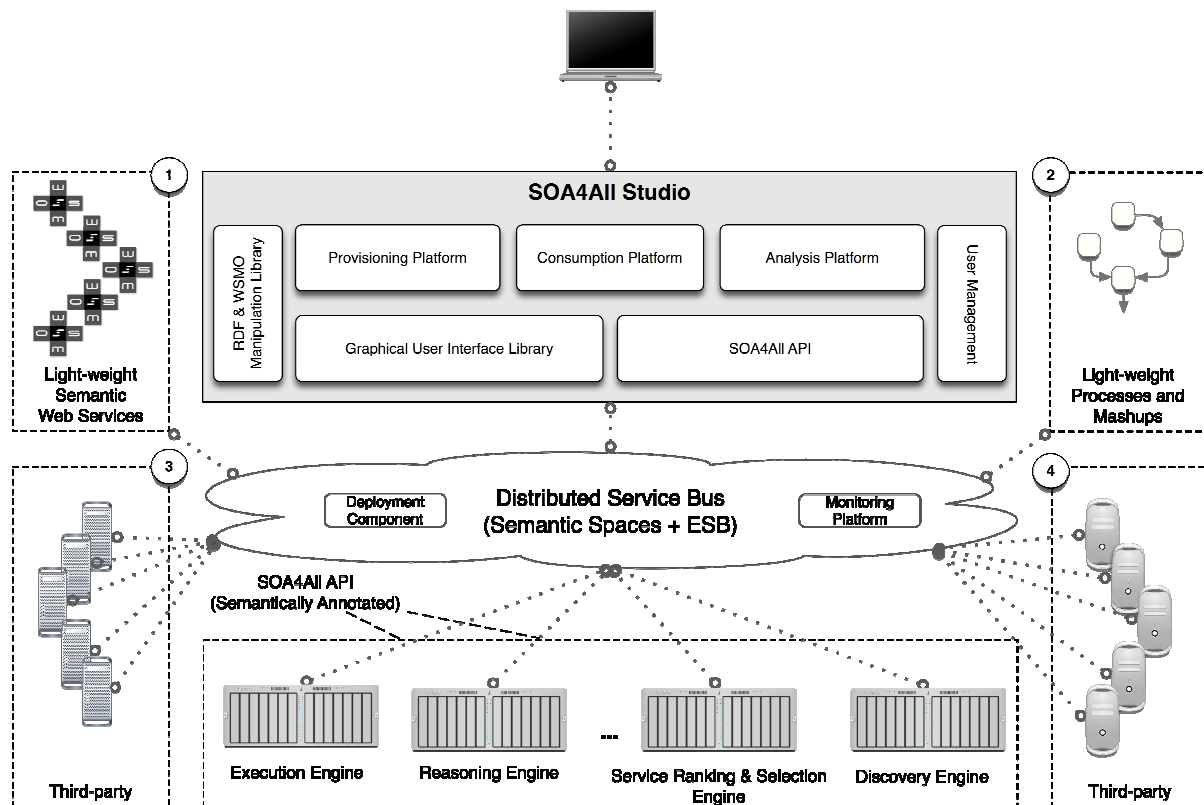 1
2
SOA4All Studio
RDF & WSMO
Manipulation Library
Provisioning Platform
Consumption Platform
Analysis Platform
User Management
Graphical User Interface Library
SOA4All API
Light-weight
Semantic
Web Services
Light-weight
Processes and
Mashups
3
4
Deployment
Component
Distributed Service Bus
(Semantic Spaces + ESB)
Monitoring
Platform
SOA4All API
(Semantically Annotated)
...
Execution Engine
Reasoning Engine
Service Ranking & Selection
Engine
Discovery Engine
Third-party
Third-party